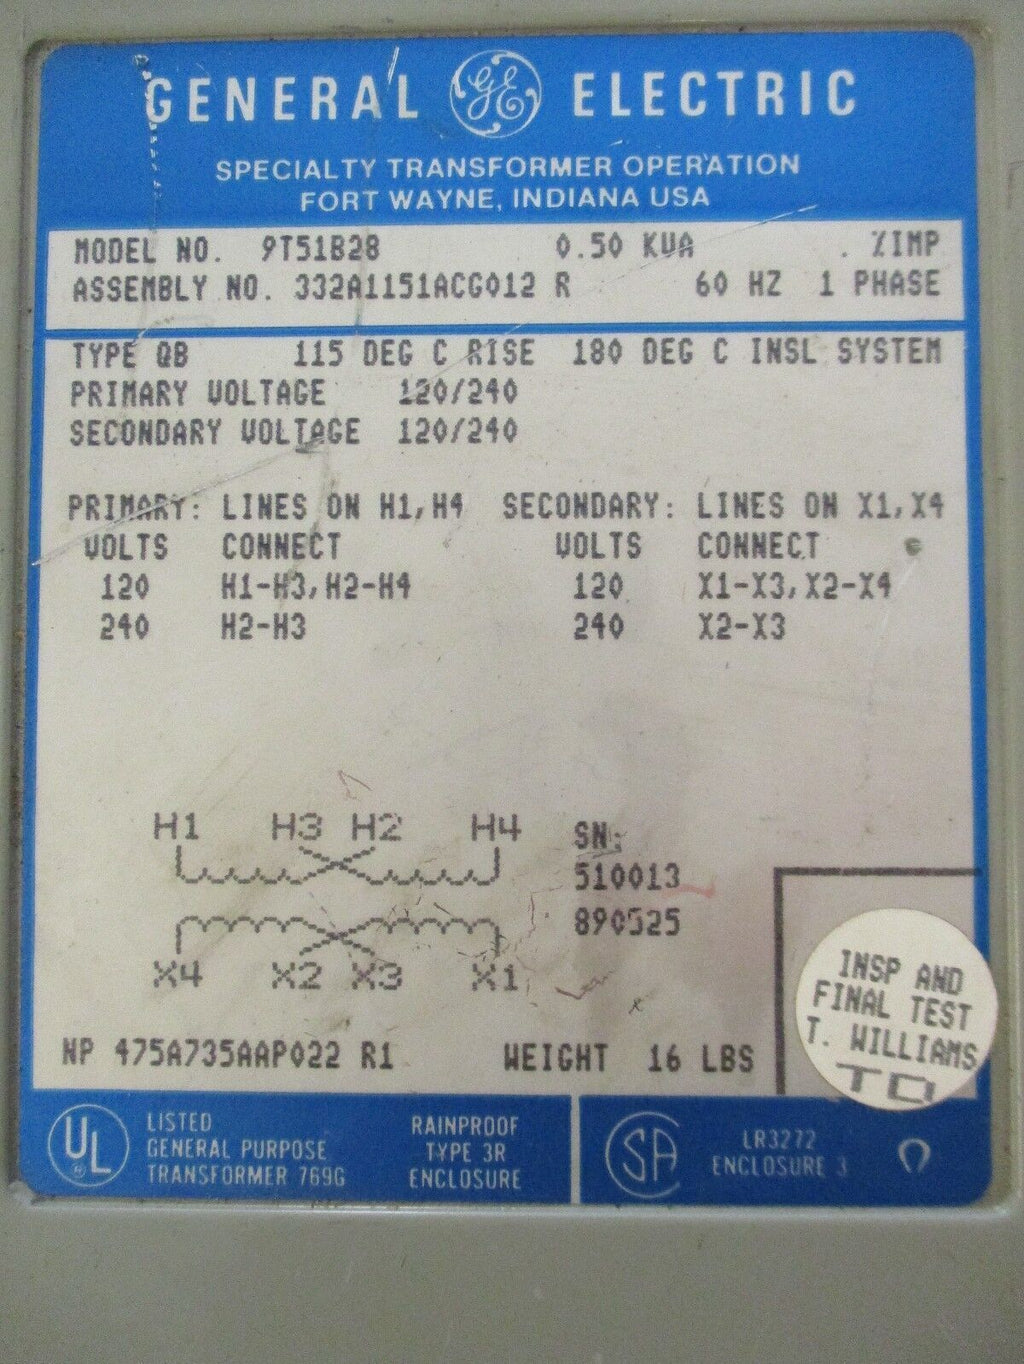 GENERAL GE ELECTRIC
SPECIALTY TRANSFORMER OPERATION
FORT WAYNE, INDIANA USA
MODEL NO. 9T51B28 0.50 KVA . %IMP
ASSEMBLY NO. 332A1151ACG012 R 60 HZ 1 PHASE
TYPE QB 115 DEG C RISE 180 DEG C INSL SYSTEM
PRIMARY VOLTAGE 120/240
SECONDARY VOLTAGE 120/240
PRIMARY: LINES ON H1,H4 SECONDARY: LINES ON X1,X4
VOLTS CONNECT VOLTS CONNECT
120 H1-H3,H2-H4 120 X1-X3,X2-X4
240 H2-H3 240 X2-X3
H1 H3 H2 H4
SN:
510013
890525
X4 X2 X3 X1
NP 475A735AAP022 R1 WEIGHT 16 LBS
INSP AND
FINAL TEST
T. WILLIAMS
UL ®
LISTED
GENERAL PURPOSE
TRANSFORMER 769G
RAINPROOF
TYPE 3R
ENCLOSURE
SA
LR3272
ENCLOSURE 3